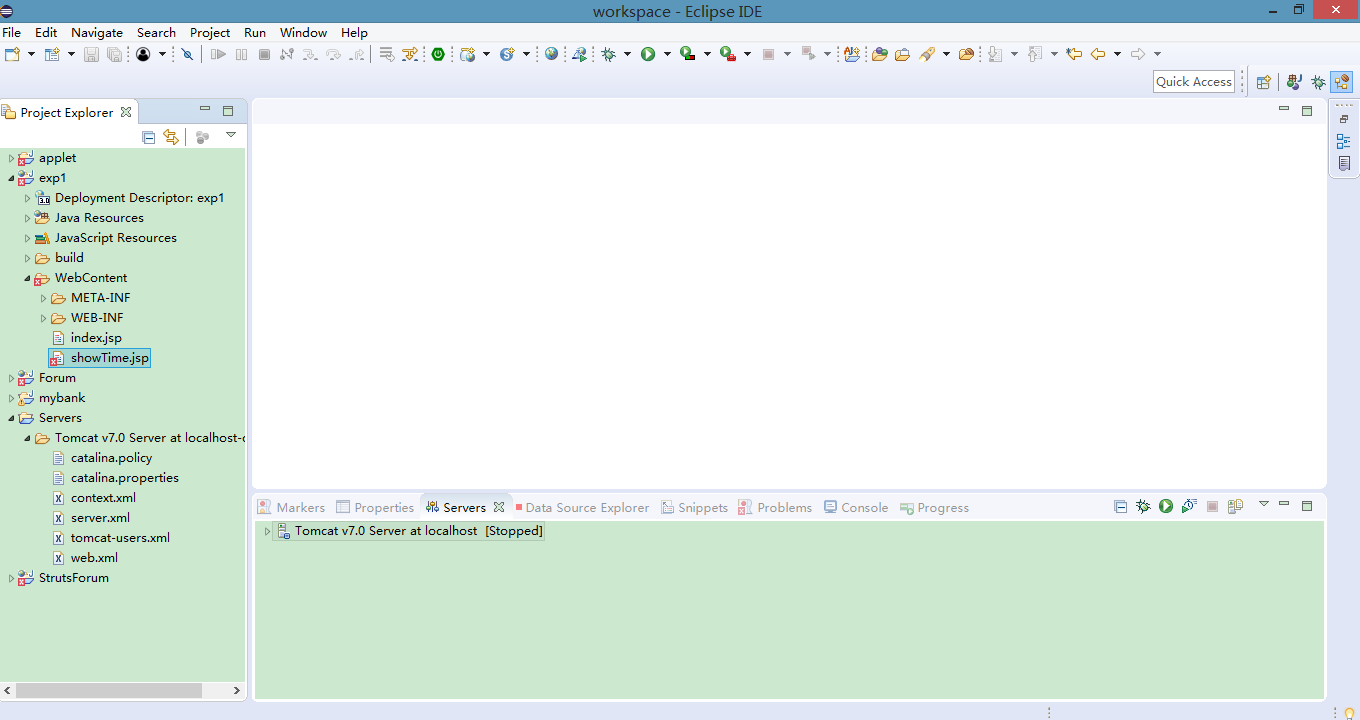 workspace - Eclipse IDE
File Edit Navigate Search Project Run Window Help
Quick Access
Project Explorer
applet
exp1
3.0 Deployment Descriptor: exp1
Java Resources
JavaScript Resources
build
WebContent
META-INF
WEB-INF
index.jsp
showTime.jsp
Forum
mybank
Servers
Tomcat v7.0 Server at localhost-
catalina.policy
catalina.properties
context.xml
server.xml
tomcat-users.xml
web.xml
StrutsForum
Markers Properties Servers Data Source Explorer Snippets Problems Console Progress
Tomcat v7.0 Server at localhost [Stopped]